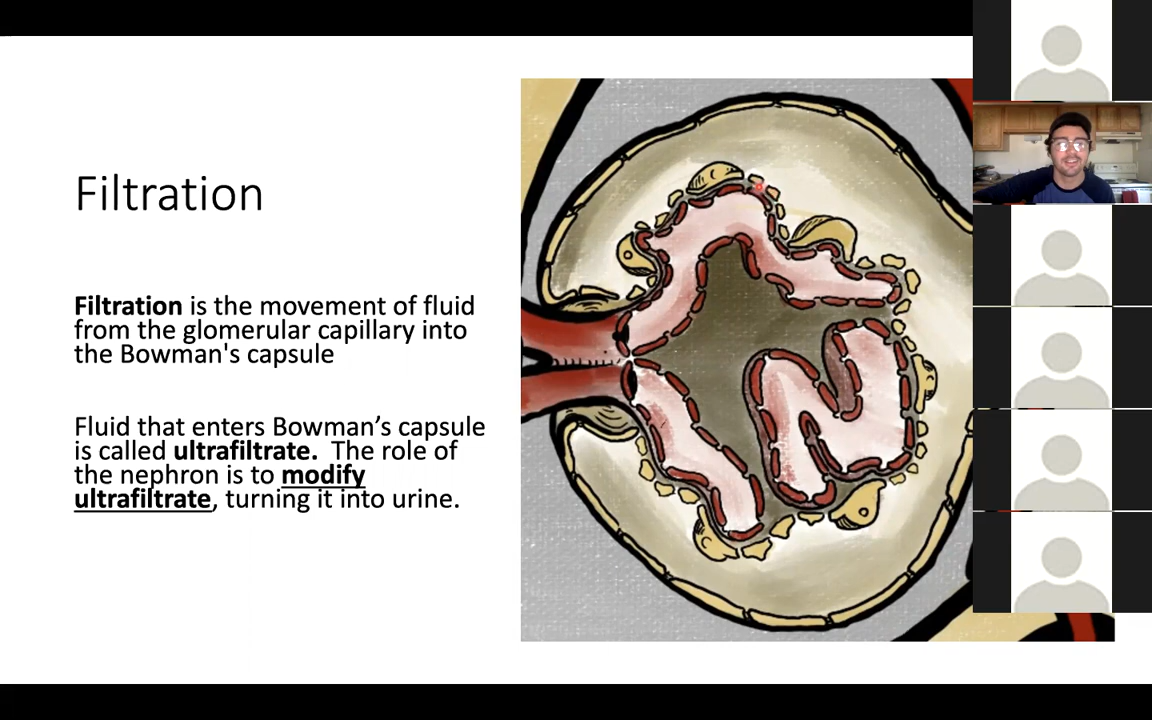 Filtration
Filtration is the movement of fluid
from the glomerular capillary into
the Bowman's capsule
Fluid that enters Bowman’s capsule
is called ultrafiltrate.  The role of
the nephron is to modify
ultrafiltrate, turning it into urine.